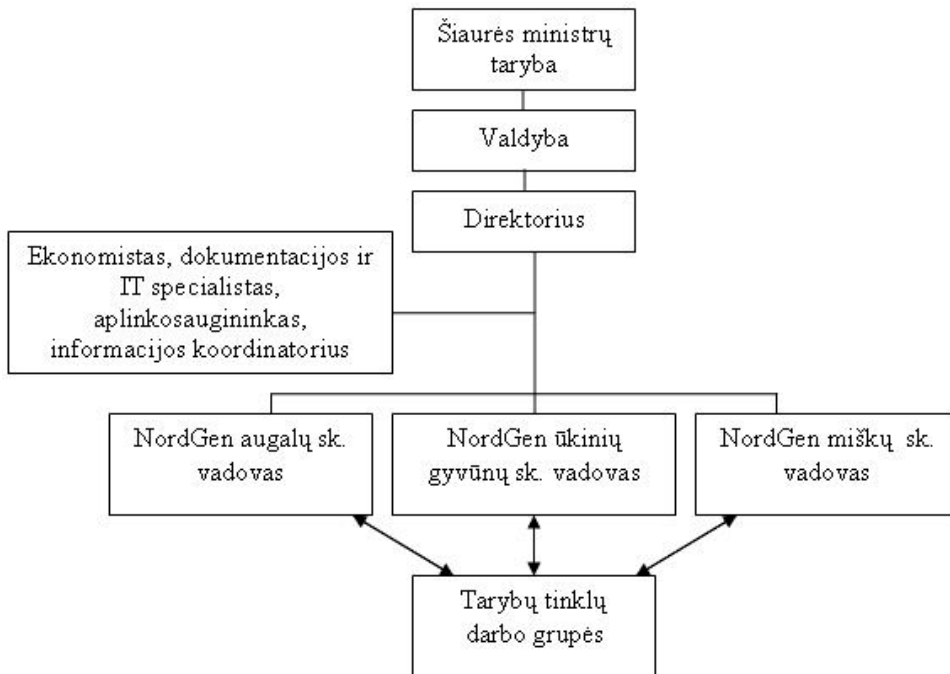 Šiaurės ministrų
taryba
Valdyba
Direktorius
Ekonomistas, dokumentacijos ir
IT specialistas,
aplinkosaugininkas,
informacijos koordinatorius
NordGen augalų sk.
vadovas
NordGen ūkinių
gyvūnų sk. vadovas
NordGen miškų sk.
vadovas
Tarybų tinklų
darbo grupės